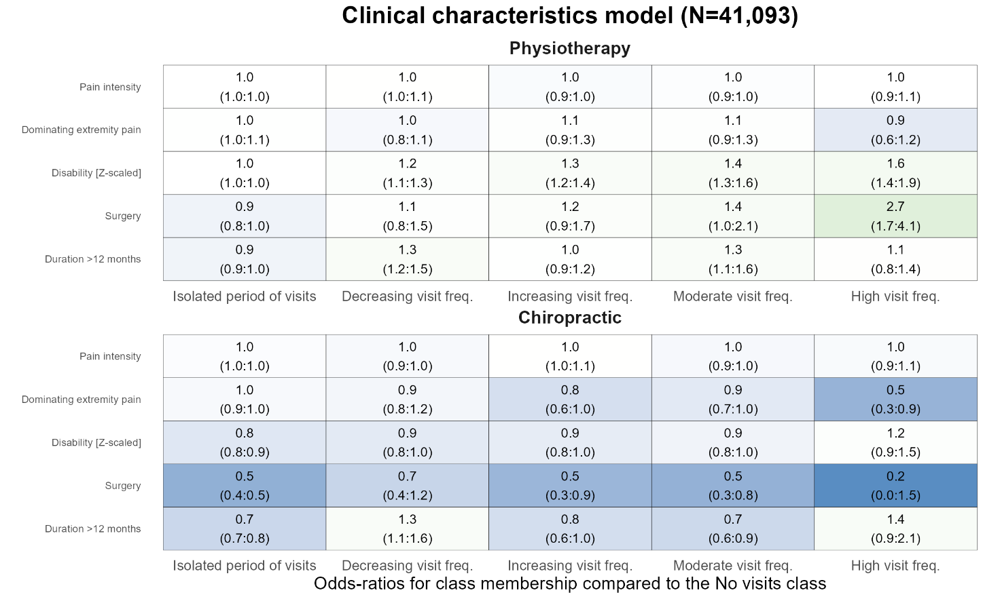 Clinical characteristics model (N=41,093)
Physiotherapy
Pain intensity
1.0 1.0 1.0 1.0 1.0
(1.0:1.0) (1.0:1.1) (0.9:1.0) (0.9:1.0) (0.9:1.1)
Dominating extremity pain
1.0 1.0 1.1 1.1 0.9
(1.0:1.1) (0.8:1.1) (0.9:1.3) (0.9:1.3) (0.6:1.2)
Disability [Z-scaled]
1.0 1.2 1.3 1.4 1.6
(1.0:1.0) (1.1:1.3) (1.2:1.4) (1.3:1.6) (1.4:1.9)
Surgery
0.9 1.1 1.2 1.4 2.7
(0.8:1.0) (0.8:1.5) (0.9:1.7) (1.0:2.1) (1.7:4.1)
Duration >12 months
0.9 1.3 1.0 1.3 1.1
(0.9:1.0) (1.2:1.5) (0.9:1.2) (1.1:1.6) (0.8:1.4)
Isolated period of visits Decreasing visit freq. Increasing visit freq. Moderate visit freq. High visit freq.
Chiropractic
Pain intensity
1.0 1.0 1.0 1.0 1.0
(1.0:1.0) (0.9:1.0) (1.0:1.1) (0.9:1.0) (0.9:1.1)
Dominating extremity pain
1.0 0.9 0.8 0.9 0.5
(0.9:1.0) (0.8:1.2) (0.6:1.0) (0.7:1.0) (0.3:0.9)
Disability [Z-scaled]
0.8 0.9 0.9 0.9 1.2
(0.8:0.9) (0.8:1.0) (0.8:1.0) (0.8:1.0) (0.9:1.5)
Surgery
0.5 0.7 0.5 0.5 0.2
(0.4:0.5) (0.4:1.2) (0.3:0.9) (0.3:0.8) (0.0:1.5)
Duration >12 months
0.7 1.3 0.8 0.7 1.4
(0.7:0.8) (1.1:1.6) (0.6:1.0) (0.6:0.9) (0.9:2.1)
Isolated period of visits Decreasing visit freq. Increasing visit freq. Moderate visit freq. High visit freq.
Odds-ratios for class membership compared to the No visits class